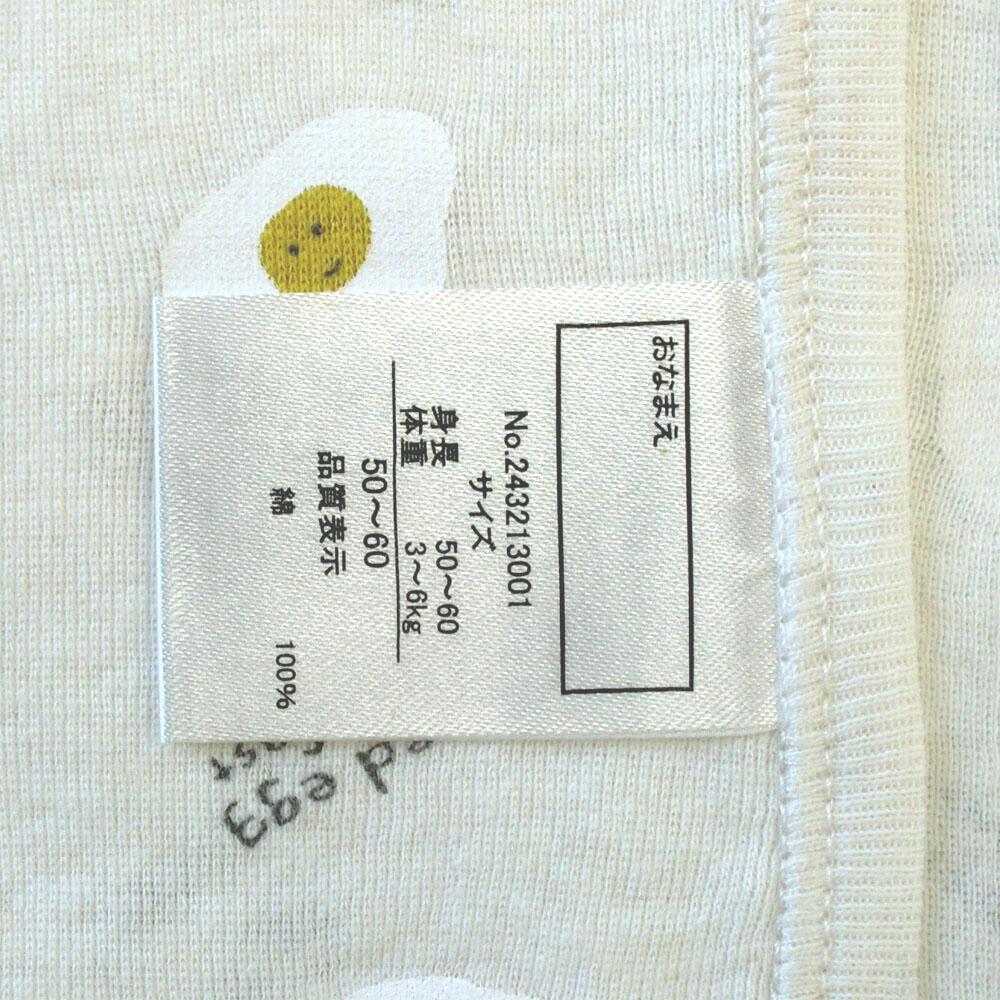 おなまえ
No.243213001
サイズ
身長 50～60
体重 3～6kg
50～60
品質表示
綿 100%
ed egg